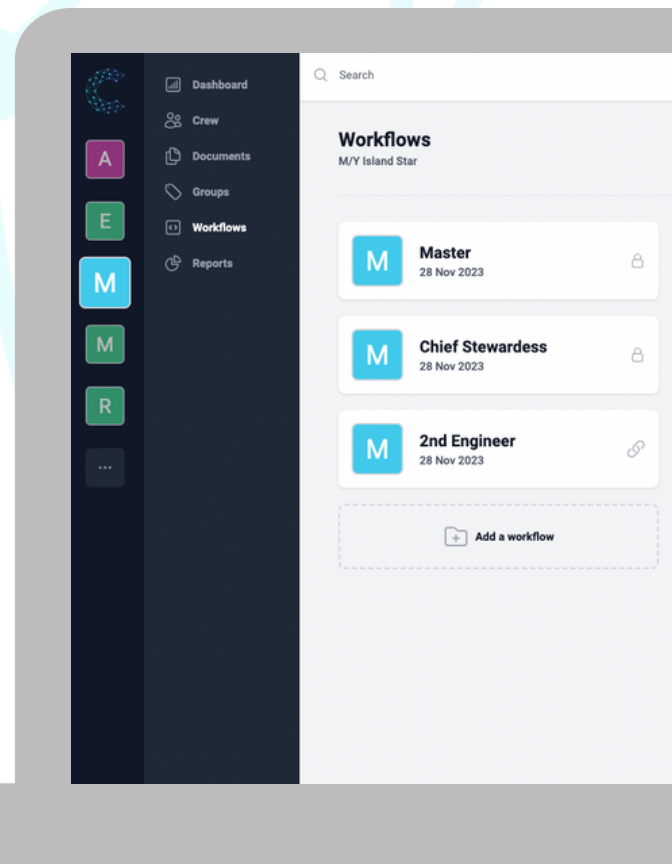 A
E
M
M
R
...
Dashboard
Crew
Documents
Groups
Workflows
Reports
Search
Workflows
M/Y Island Star
M
Master
28 Nov 2023
M
Chief Stewardess
28 Nov 2023
M
2nd Engineer
28 Nov 2023
Add a workflow